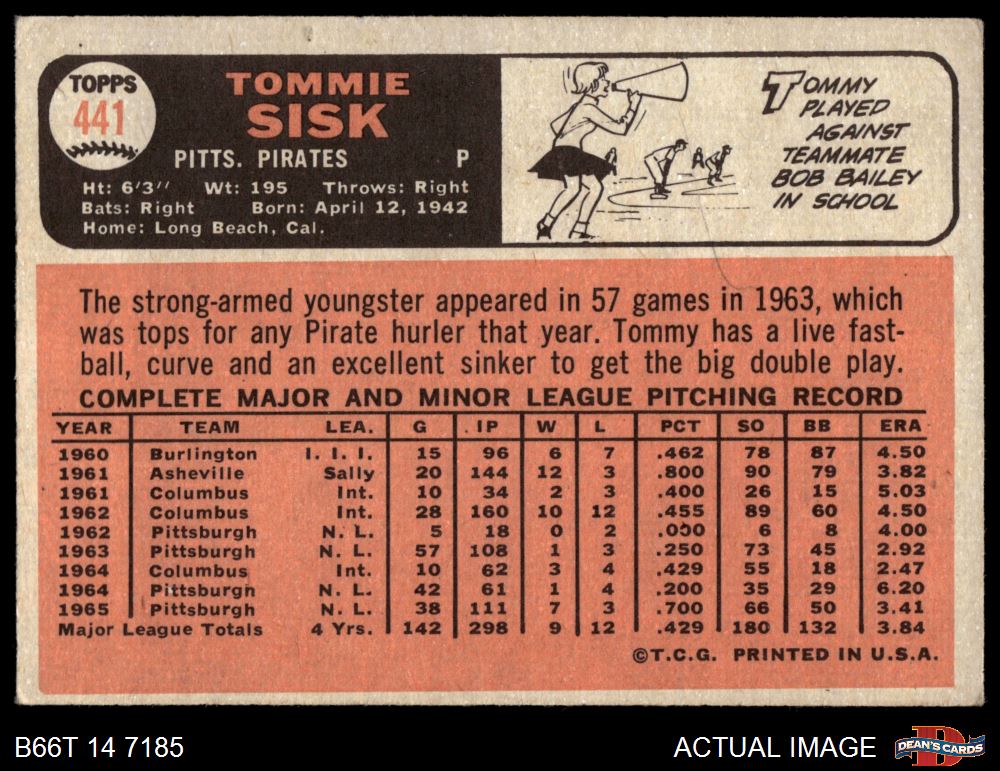 TOPPS
441
TOMMIE
SISK
PITTS. PIRATES P
Ht: 6'3" Wt: 195 Throws: Right
Bats: Right Born: April 12, 1942
Home: Long Beach, Cal.
TOMMY
PLAYED
AGAINST
TEAMMATE
BOB BAILEY
IN SCHOOL
The strong-armed youngster appeared in 57 games in 1963, which
was tops for any Pirate hurler that year. Tommy has a live fast-
ball, curve and an excellent sinker to get the big double play.
COMPLETE MAJOR AND MINOR LEAGUE PITCHING RECORD
YEAR TEAM LEA. G IP W L PCT SO BB ERA
1960 Burlington I. I. I. 15 96 6 7 .462 78 87 4.50
1961 Asheville Sally 20 144 12 3 .800 90 79 3.82
1961 Columbus Int. 10 34 2 3 .400 26 15 5.03
1962 Columbus Int. 28 160 10 12 .455 89 60 4.50
1962 Pittsburgh N. L. 5 18 0 2 .000 6 8 4.00
1963 Pittsburgh N. L. 57 108 1 3 .250 73 45 2.92
1964 Columbus Int. 10 62 3 4 .429 55 18 2.47
1964 Pittsburgh N. L. 42 61 1 4 .200 35 29 6.20
1965 Pittsburgh N. L. 38 111 7 3 .700 66 50 3.41
Major League Totals 4 Yrs. 142 298 9 12 .429 180 132 3.84
©T.C.G. PRINTED IN U.S.A.
B66T 14 7185 ACTUAL IMAGE DEAN'S CARDS